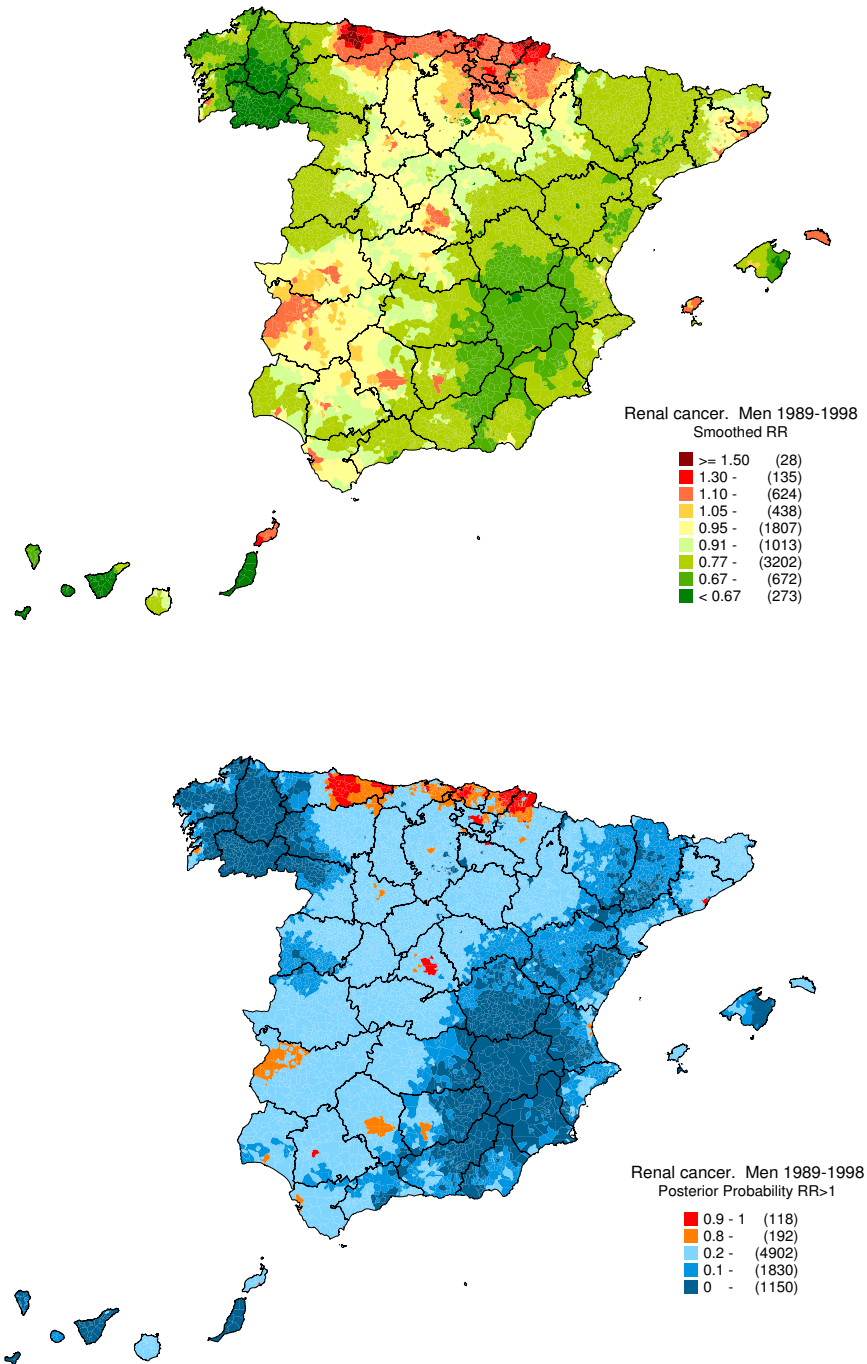 Renal cancer. Men 1989-1998
Smoothed RR
>= 1.50 (28)
1.30 - (135)
1.10 - (624)
1.05 - (438)
0.95 - (1807)
0.91 - (1013)
0.77 - (3202)
0.67 - (672)
< 0.67 (273)
Renal cancer. Men 1989-1998
Posterior Probability RR>1
0.9 - 1 (118)
0.8 - (192)
0.2 - (4902)
0.1 - (1830)
0 - (1150)